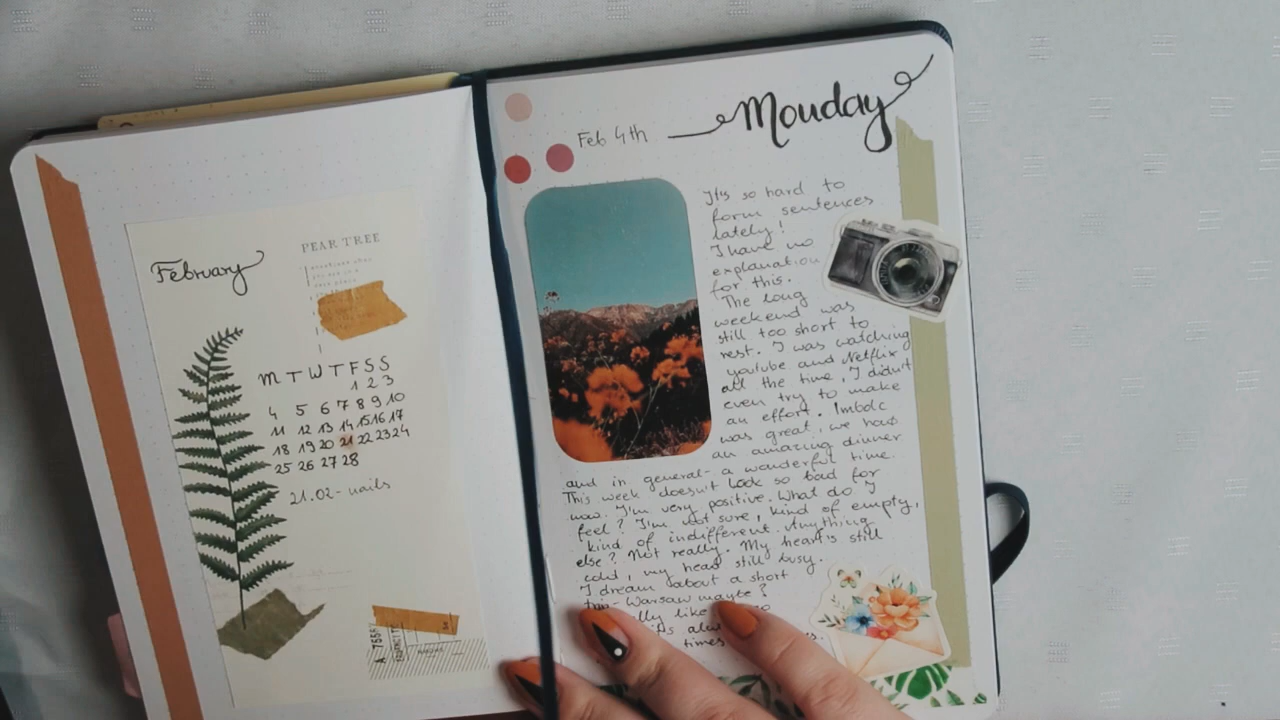 February
PEAR TREE
M T W T F S S
1 2 3
4 5 6 7 8 9 10
11 12 13 14 15 16 17
18 19 20 21 22 23 24
25 26 27 28
21.02 - nails
A 755
Feb 4th
Monday
It's so hard to
form sentences
lately!
I have no
explanation
for this.
The long
weekend was
still too short to
rest. I was watching
youtube and Netflix
all the time, I didn't
even try to make
an effort. Imbolc
was great, we had
an amazing dinner
and in general - a wonderful time.
This week doesn't look so bad for
now. I'm very positive. What do I
feel? I'm not sure, kind of empty,
kind of indifferent. Anything
else? Not really. My heart's still
cold, my head still busy.
I dream about a short
trip - Warsaw maybe?
like
times